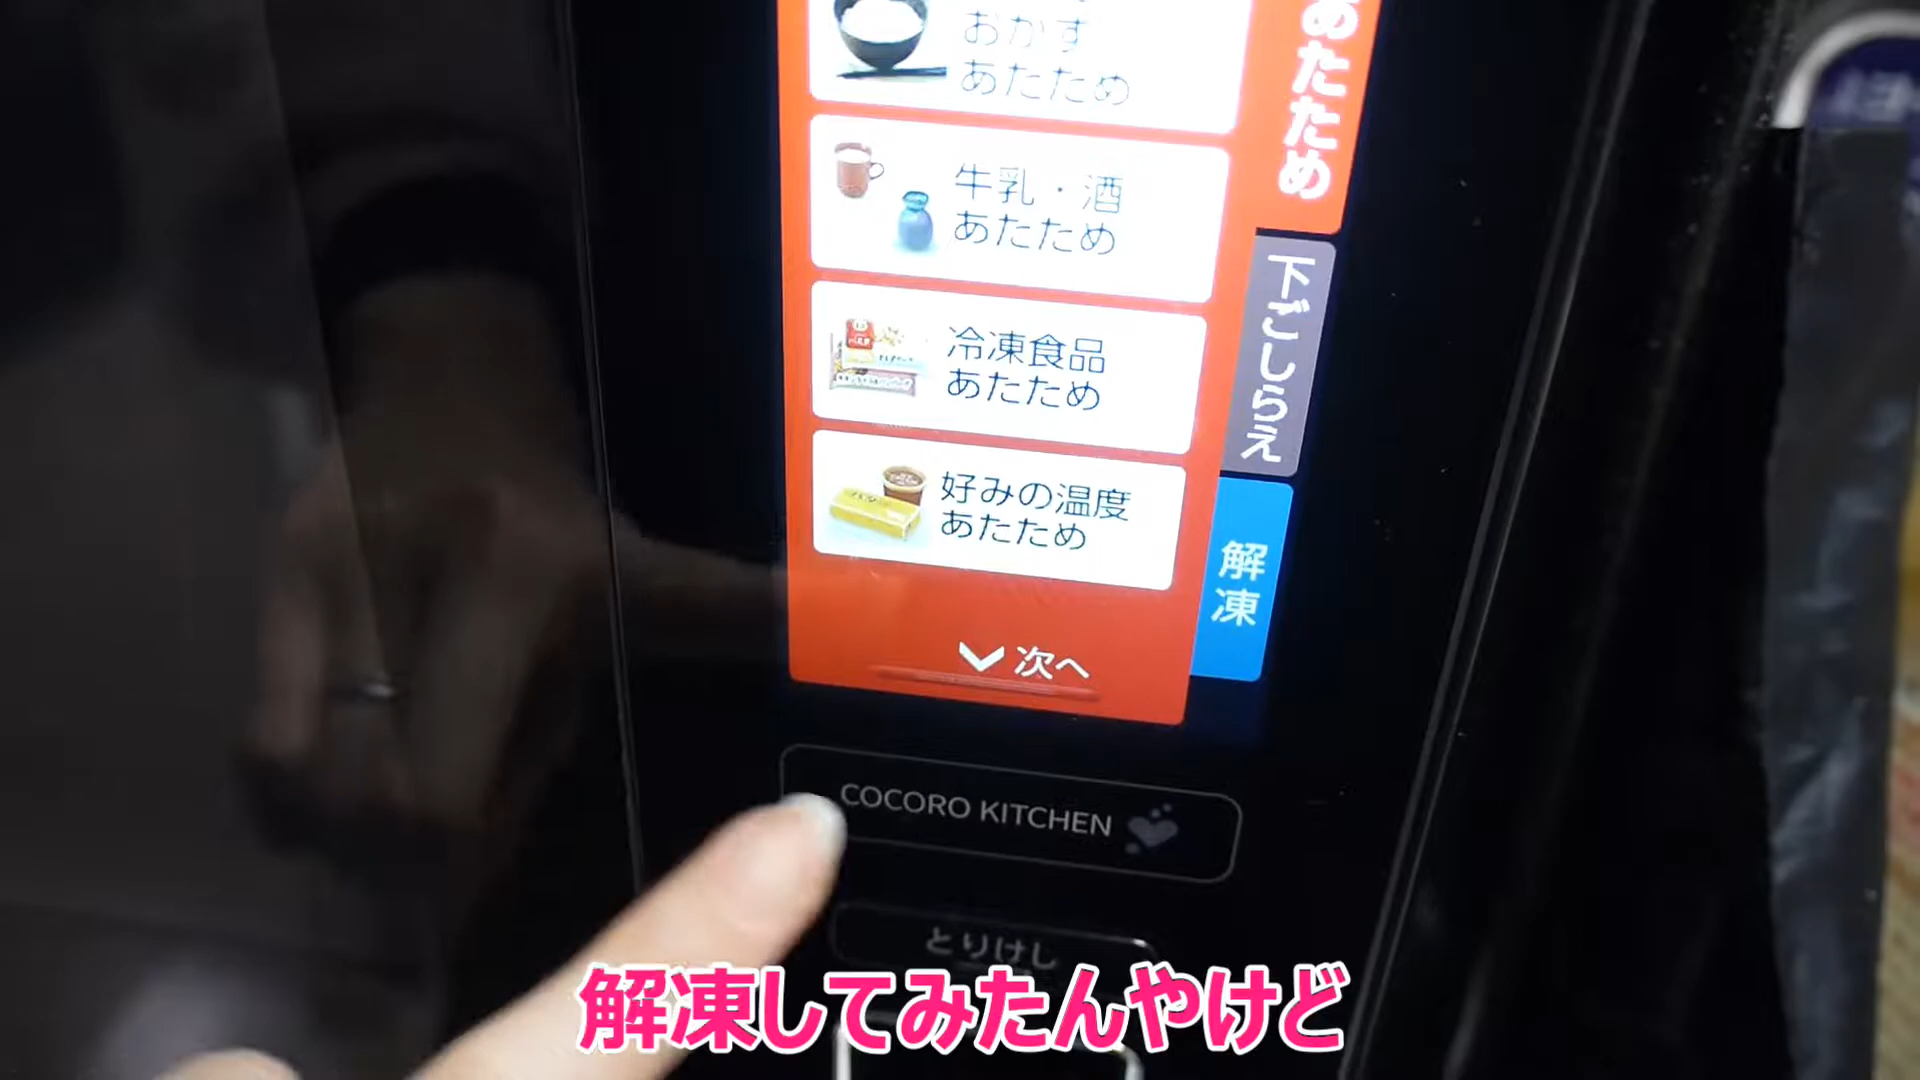 おかず
あたため
牛乳・酒
あたため
冷凍食品
あたため
好みの温度
あたため
次へ
あたため
下ごしらえ
解凍
COCORO KITCHEN
とりけし
解凍してみたんやけど